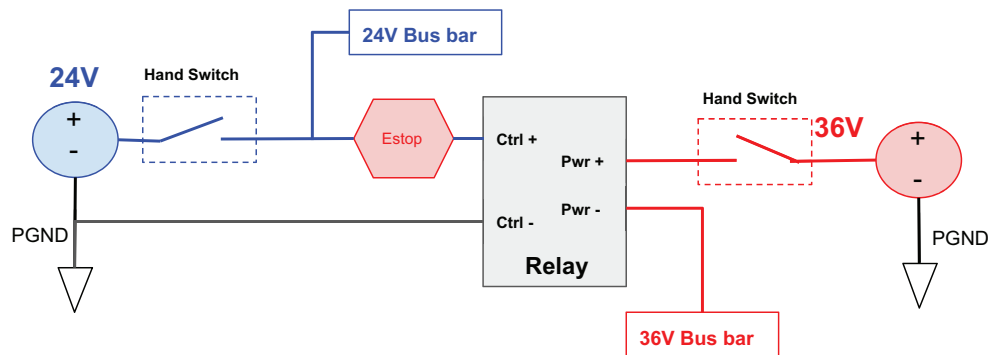 24V Bus bar
24V
Hand Switch
+
-
Estop
Ctrl +
Pwr +
Pwr -
Ctrl -
Relay
Hand Switch
36V
+
-
PGND
PGND
36V Bus bar